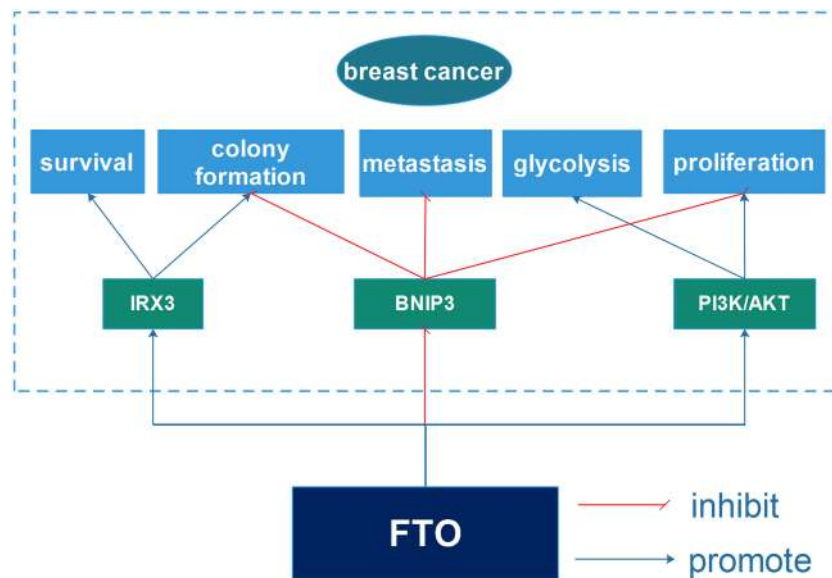 breast cancer
survival
colony
formation
metastasis
glycolysis
proliferation
IRX3
BNIP3
PI3K/AKT
FTO
inhibit
promote